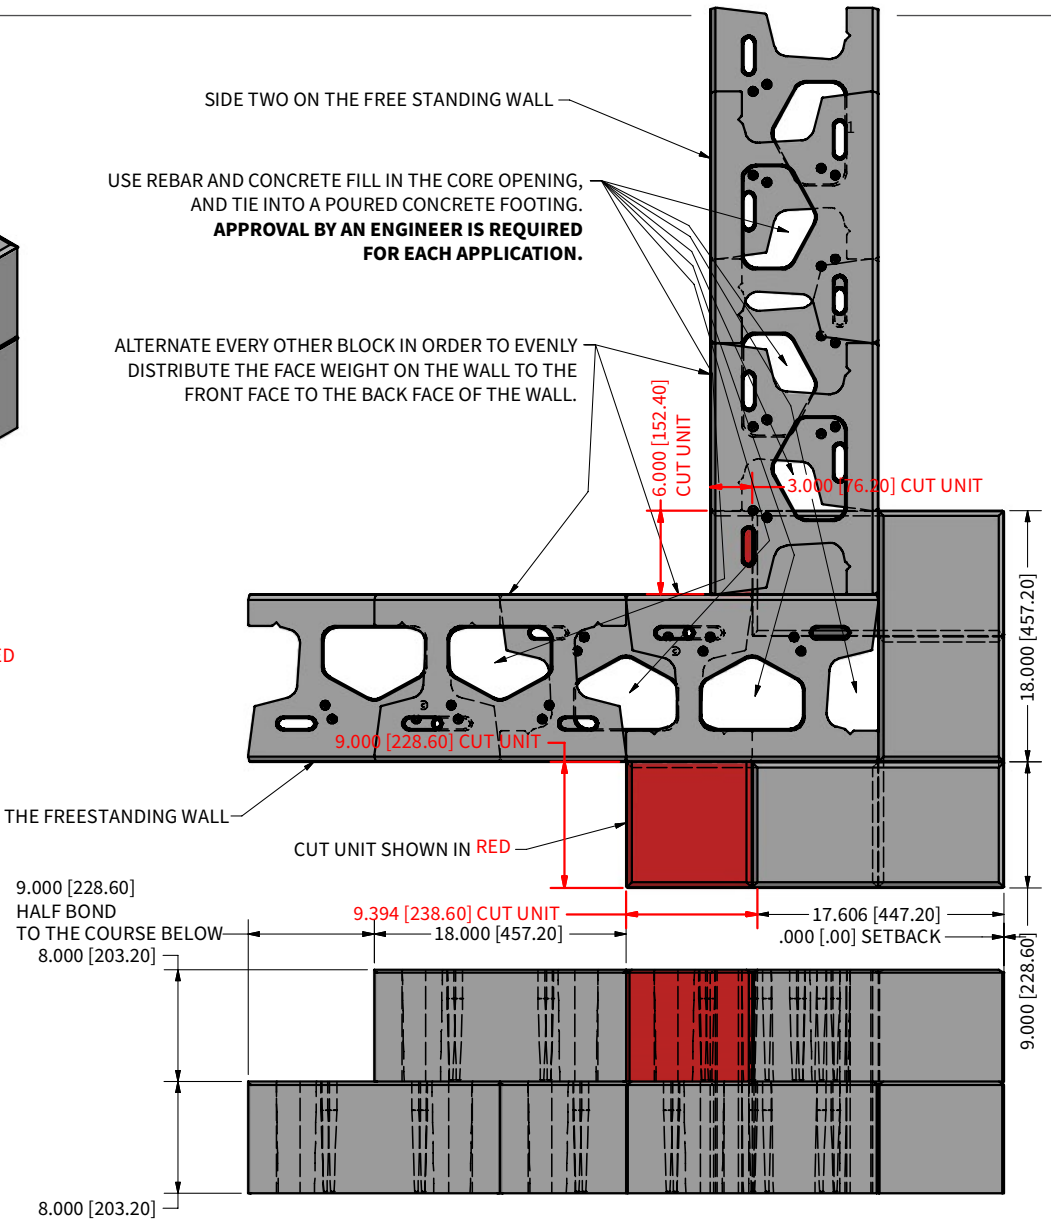 SIDE TWO ON THE FREE STANDING WALL
1
USE REBAR AND CONCRETE FILL IN THE CORE OPENING,
AND TIE INTO A POURED CONCRETE FOOTING.
APPROVAL BY AN ENGINEER IS REQUIRED
FOR EACH APPLICATION.
ALTERNATE EVERY OTHER BLOCK IN ORDER TO EVENLY
DISTRIBUTE THE FACE WEIGHT ON THE WALL TO THE
FRONT FACE TO THE BACK FACE OF THE WALL.
6.000 [152.40]
CUT UNIT
3.000 [76.20] CUT UNIT
18.000 [457.20]
ED
9.000 [228.60] CUT UNIT
THE FREESTANDING WALL
CUT UNIT SHOWN IN RED
9.000 [228.60]
HALF BOND
TO THE COURSE BELOW
9.394 [238.60] CUT UNIT
17.606 [447.20]
18.000 [457.20]
.000 [.00] SETBACK
9.000 [228.60]
8.000 [203.20]
8.000 [203.20]